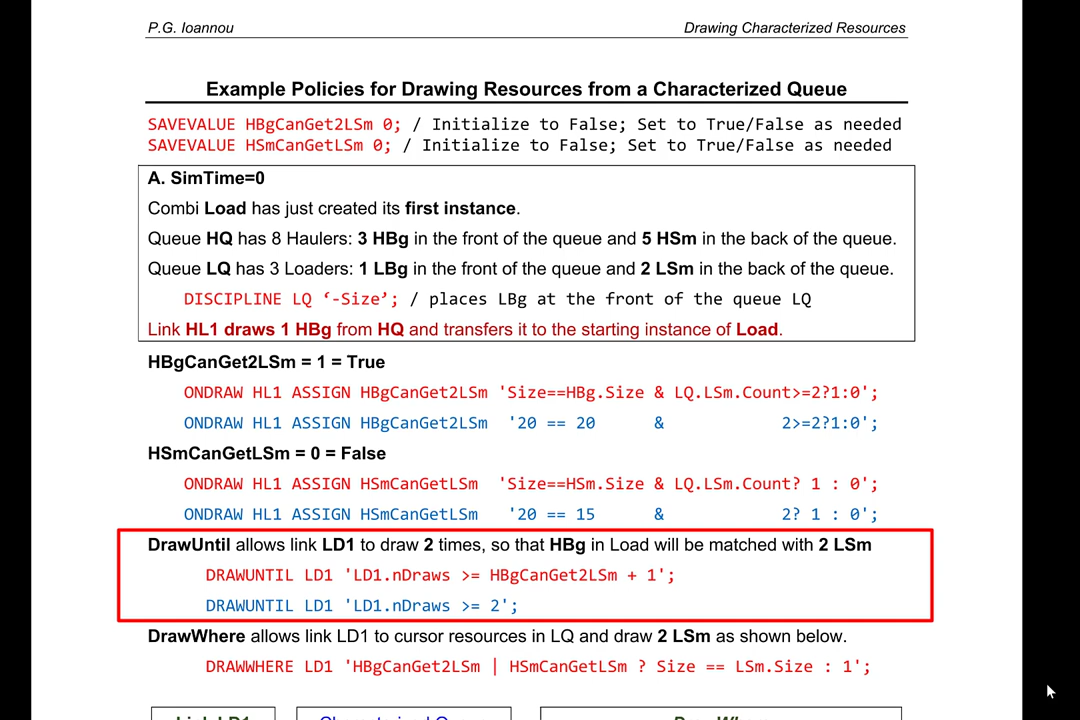 P.G. Ioannou Drawing Characterized Resources
Example Policies for Drawing Resources from a Characterized Queue
SAVEVALUE HBgCanGet2LSm 0; / Initialize to False; Set to True/False as needed
SAVEVALUE HSmCanGetLSm 0; / Initialize to False; Set to True/False as needed
A. SimTime=0
Combi Load has just created its first instance.
Queue HQ has 8 Haulers: 3 HBg in the front of the queue and 5 HSm in the back of the queue.
Queue LQ has 3 Loaders: 1 LBg in the front of the queue and 2 LSm in the back of the queue.
DISCIPLINE LQ ‘-Size’; / places LBg at the front of the queue LQ
Link HL1 draws 1 HBg from HQ and transfers it to the starting instance of Load.
HBgCanGet2LSm = 1 = True
ONDRAW HL1 ASSIGN HBgCanGet2LSm 'Size==HBg.Size & LQ.LSm.Count>=2?1:0';
ONDRAW HL1 ASSIGN HBgCanGet2LSm '20 == 20 & 2>=2?1:0';
HSmCanGetLSm = 0 = False
ONDRAW HL1 ASSIGN HSmCanGetLSm 'Size==HSm.Size & LQ.LSm.Count? 1 : 0';
ONDRAW HL1 ASSIGN HSmCanGetLSm '20 == 15 & 2? 1 : 0';
DrawUntil allows link LD1 to draw 2 times, so that HBg in Load will be matched with 2 LSm
DRAWUNTIL LD1 'LD1.nDraws >= HBgCanGet2LSm + 1';
DRAWUNTIL LD1 'LD1.nDraws >= 2';
DrawWhere allows link LD1 to cursor resources in LQ and draw 2 LSm as shown below.
DRAWWHERE LD1 'HBgCanGet2LSm | HSmCanGetLSm ? Size == LSm.Size : 1';